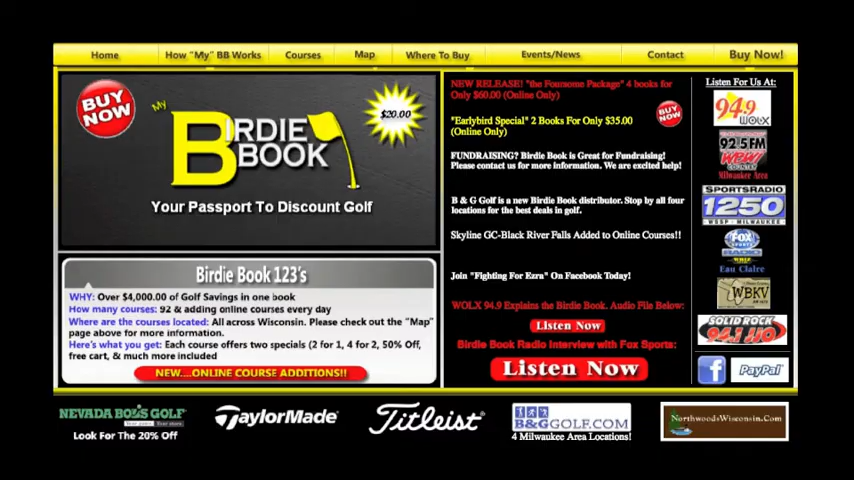 Home
How "My" BB Works
Courses
Map
Where To Buy
Events/News
Contact
Buy Now!
BUY NOW
My
BIRDIE
BOOK
$20.00
Your Passport To Discount Golf
Birdie Book 123's
WHY: Over $4,000.00 of Golf Savings in one book
How many courses: 92 & adding online courses every day
Where are the courses located: All across Wisconsin. Please check out the "Map"
page above for more information.
Here's what you get: Each course offers two specials (2 for 1, 4 for 2, 50% Off,
free cart, & much more included
NEW....ONLINE COURSE ADDITIONS!!
NEW RELEASE! "the Foursome Package" 4 books for
Only $60.00 (Online Only)
"Earlybird Special" 2 Books For Only $35.00
(Online Only)
BUY NOW
FUNDRAISING? Birdie Book is Great for Fundraising!
Please contact us for more information. We are excited help!
B & G Golf is a new Birdie Book distributor. Stop by all four
locations for the best deals in golf.
Skyline GC-Black River Falls Added to Online Courses!!
Join "Fighting For Ezra" On Facebook Today!
WOLX 94.9 Explains the Birdie Book. Audio File Below:
Listen Now
Birdie Book Radio Interview with Fox Sports:
Listen Now
Listen For Us At:
94.9
WOLX
92.5 FM
Milwaukee Area
SPORTSRADIO
1250
WSSP - MILWAUKEE
FOX
SPORTS
RADIO
Eau Claire
WBKV
SOLID ROCK
94.1 JJO
f
PayPal
NEVADA BOB'S GOLF
Look For The 20% Off
TaylorMade
Titleist
B&GGOLF.COM
4 Milwaukee Area Locations!
NorthwoodsWisconsin.Com